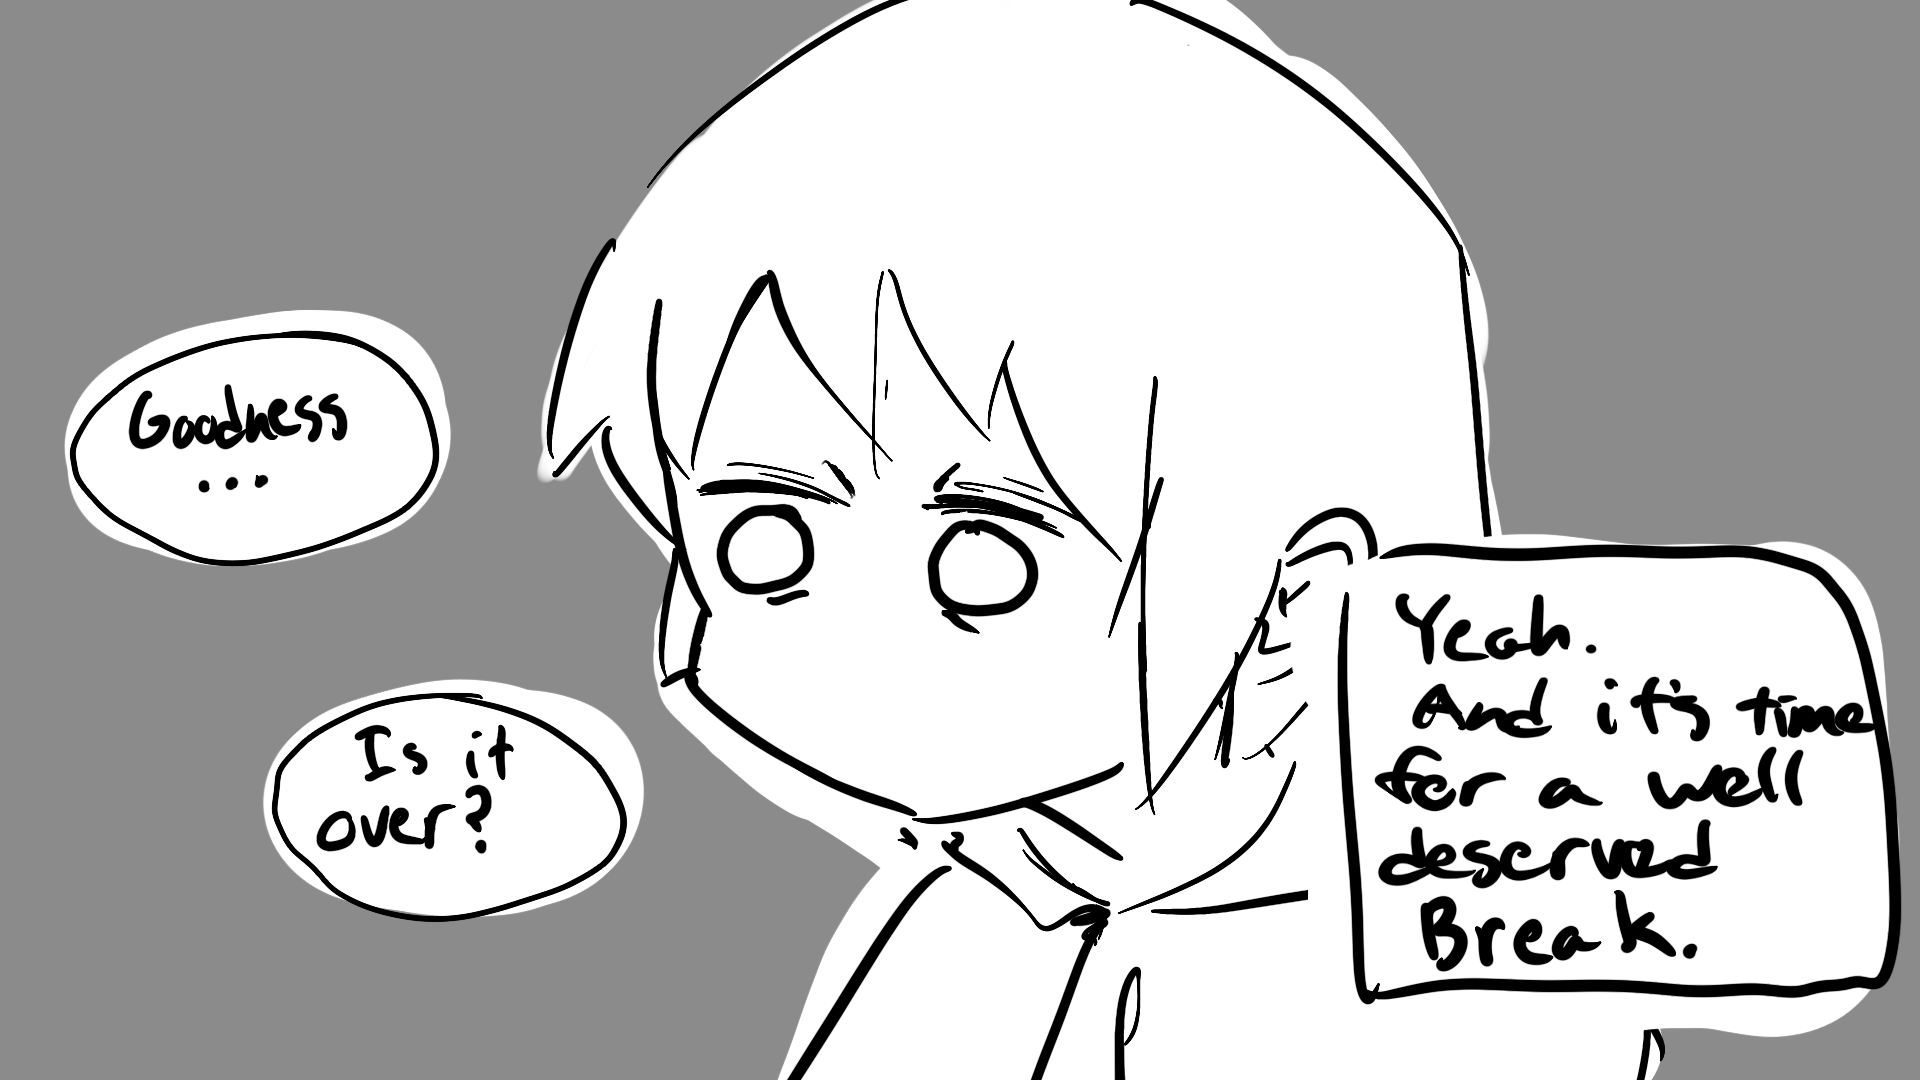 Goodness
...
Is it
over?
Yeah.
And it's time
for a well
deserved
Break.